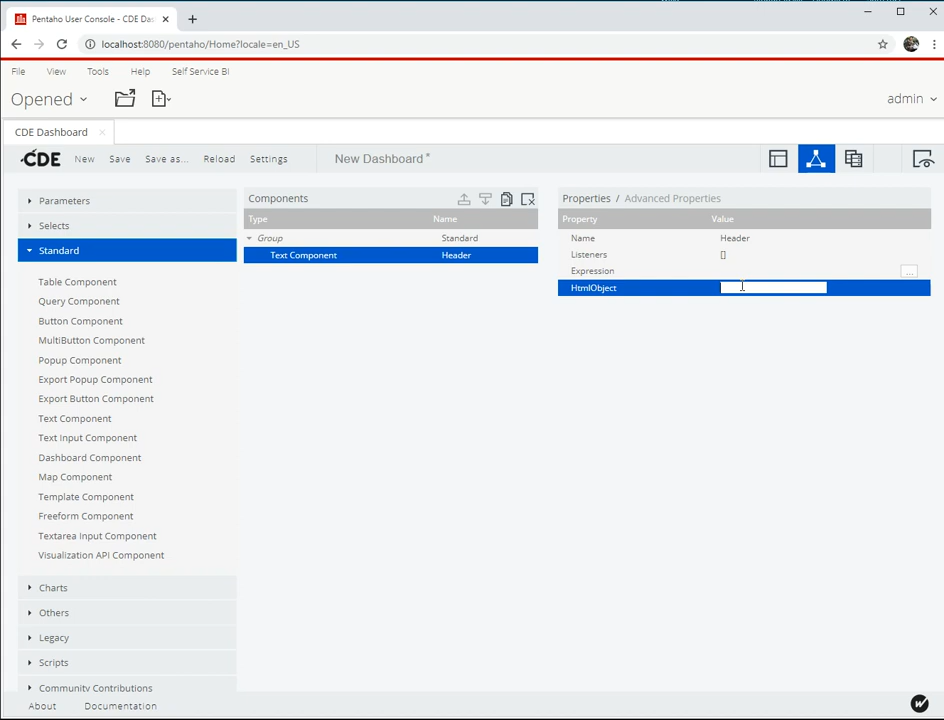 Pentaho User Console - CDE Das
localhost:8080/pentaho/Home?locale=en_US
File View Tools Help Self Service BI
Opened
admin
CDE Dashboard
CDE New Save Save as... Reload Settings New Dashboard*
Parameters
Selects
Standard
Table Component
Query Component
Button Component
MultiButton Component
Popup Component
Export Popup Component
Export Button Component
Text Component
Text Input Component
Dashboard Component
Map Component
Template Component
Freeform Component
Textarea Input Component
Visualization API Component
Charts
Others
Legacy
Scripts
Community Contributions
Components
Type Name
Group Standard
Text Component Header
Properties / Advanced Properties
Property Value
Name Header
Listeners []
Expression ...
HtmlObject
About Documentation